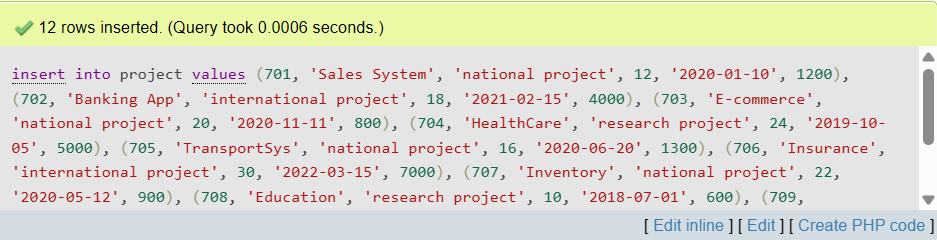 12 rows inserted. (Query took 0.0006 seconds.)
insert into project values (701, 'Sales System', 'national project', 12, '2020-01-10', 1200),
(702, 'Banking App', 'international project', 18, '2021-02-15', 4000), (703, 'E-commerce',
'national project', 20, '2020-11-11', 800), (704, 'HealthCare', 'research project', 24, '2019-10-
05', 5000), (705, 'TransportSys', 'national project', 16, '2020-06-20', 1300), (706, 'Insurance',
'international project', 30, '2022-03-15', 7000), (707, 'Inventory', 'national project', 22,
'2020-05-12', 900), (708, 'Education', 'research project', 10, '2018-07-01', 600), (709,
[ Edit inline ] [ Edit ] [ Create PHP code ]